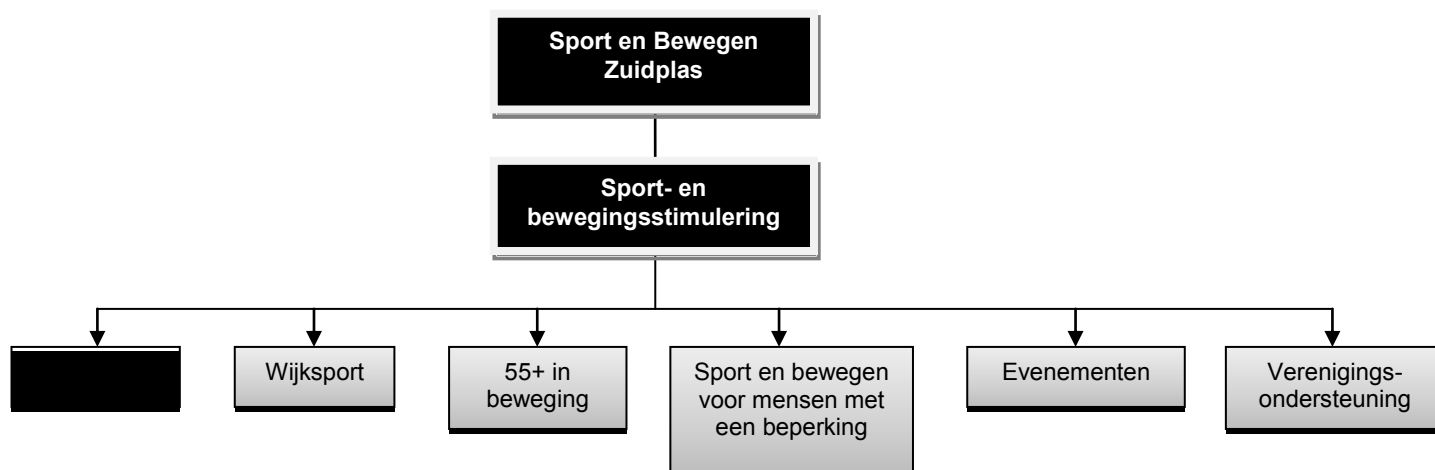 Sport en Bewegen
Zuidplas
Sport- en
bewegingsstimulering
Wijksport
55+ in
beweging
Sport en bewegen
voor mensen met
een beperking
Evenementen
Verenigings-
ondersteuning